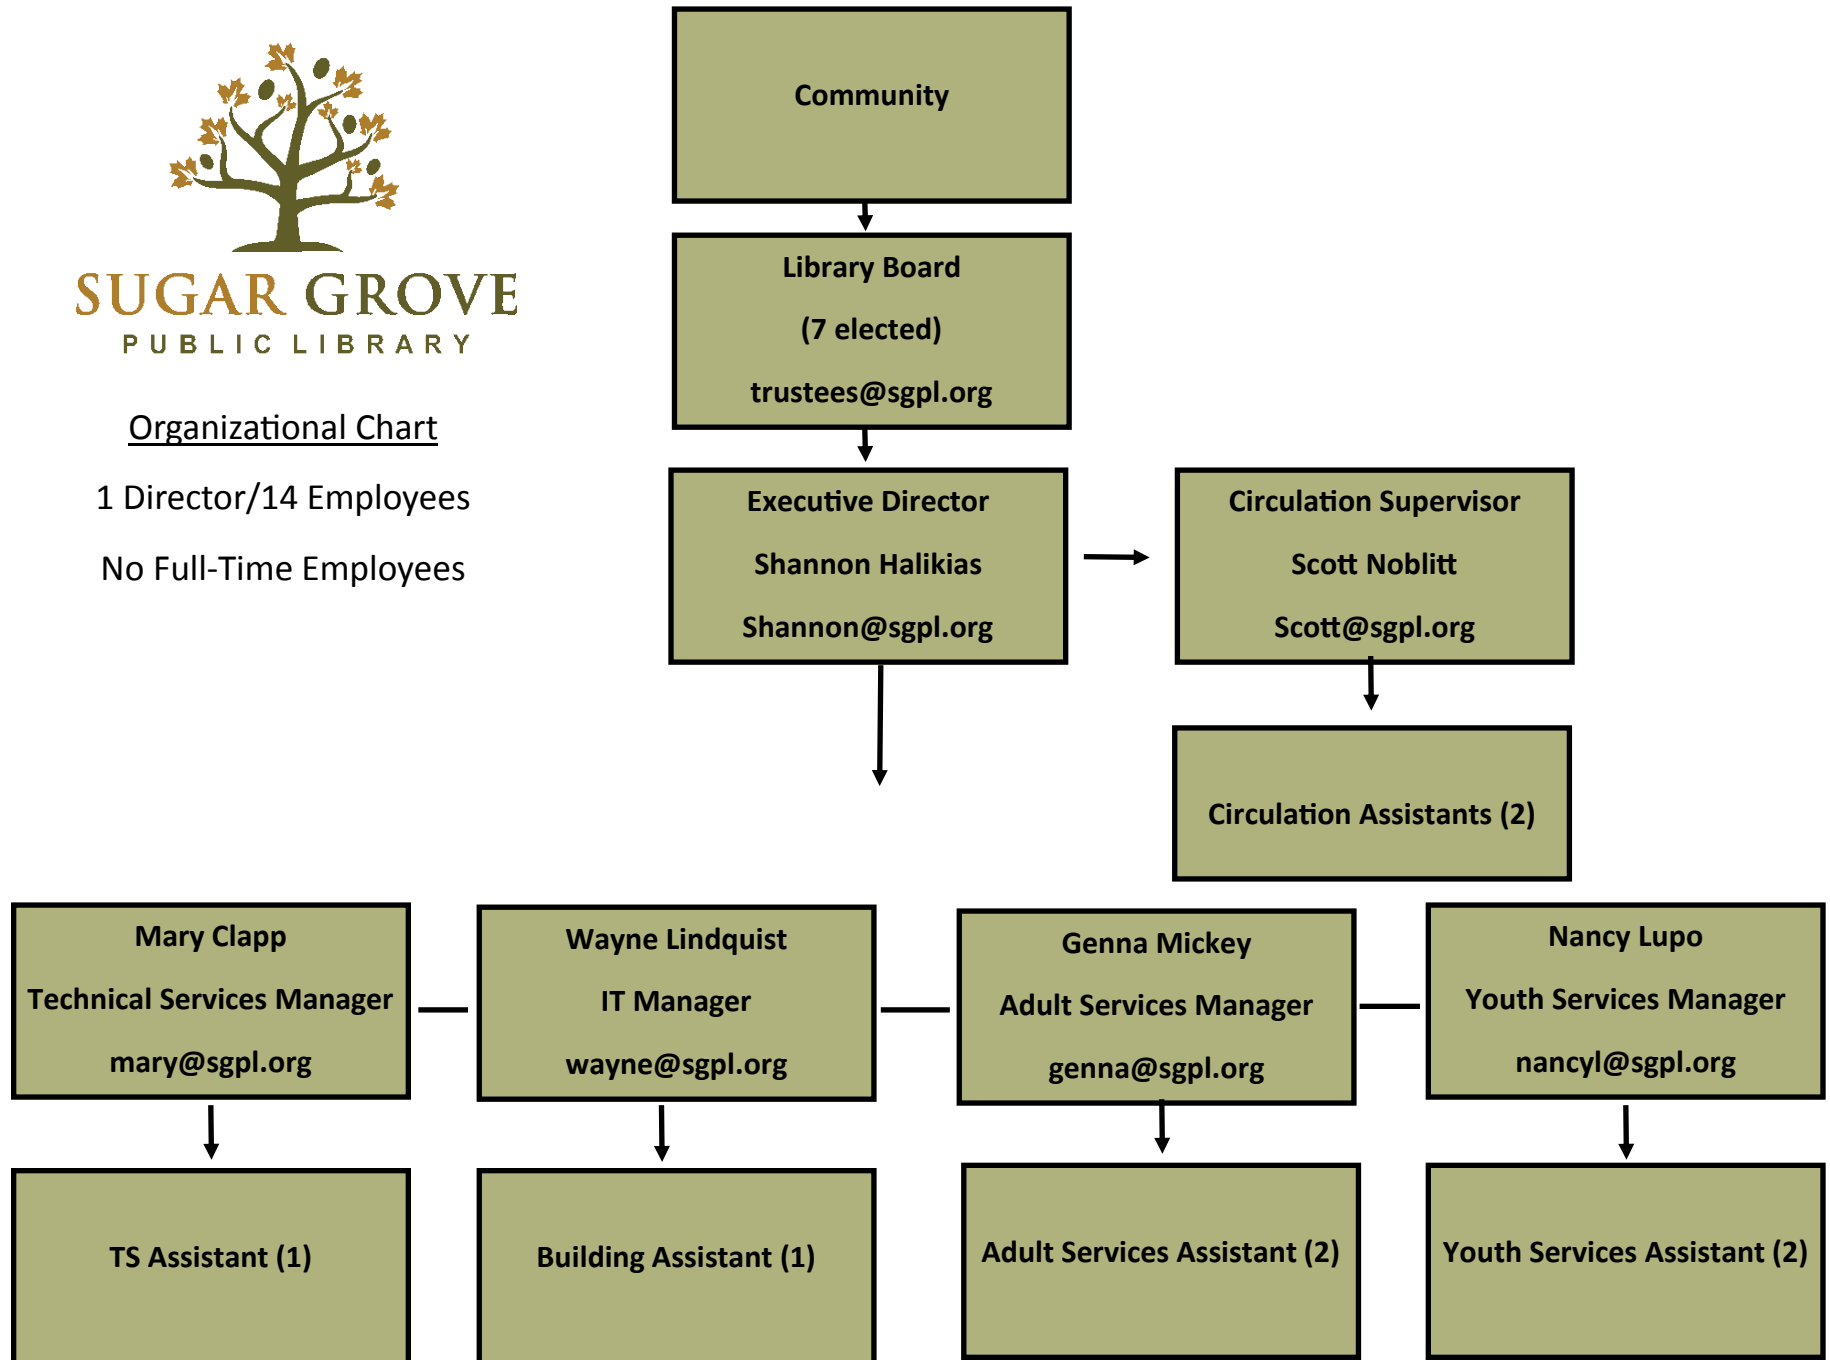 SUGAR GROVE
PUBLIC LIBRARY
Organizational Chart
1 Director/14 Employees
No Full-Time Employees
Community
Library Board
(7 elected)
trustees@sgpl.org
Executive Director
Shannon Halikias
Shannon@sgpl.org
Circulation Supervisor
Scott Noblitt
Scott@sgpl.org
Circulation Assistants (2)
Mary Clapp
Technical Services Manager
mary@sgpl.org
Wayne Lindquist
IT Manager
wayne@sgpl.org
Genna Mickey
Adult Services Manager
genna@sgpl.org
Nancy Lupo
Youth Services Manager
nancyl@sgpl.org
TS Assistant (1)
Building Assistant (1)
Adult Services Assistant (2)
Youth Services Assistant (2)